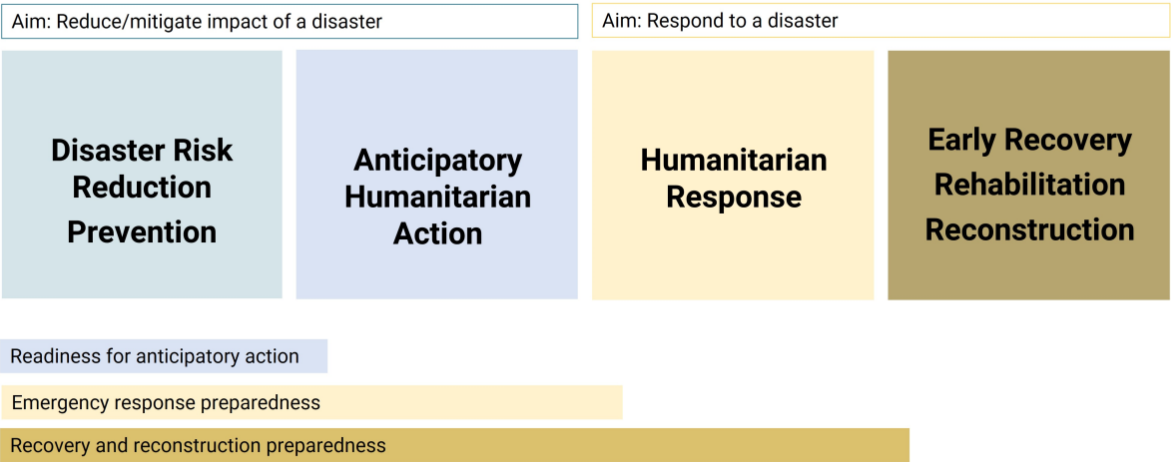 Aim: Reduce/mitigate impact of a disaster
Aim: Respond to a disaster
Disaster Risk
Reduction
Prevention
Anticipatory
Humanitarian
Action
Humanitarian
Response
Early Recovery
Rehabilitation
Reconstruction
Readiness for anticipatory action
Emergency response preparedness
Recovery and reconstruction preparedness